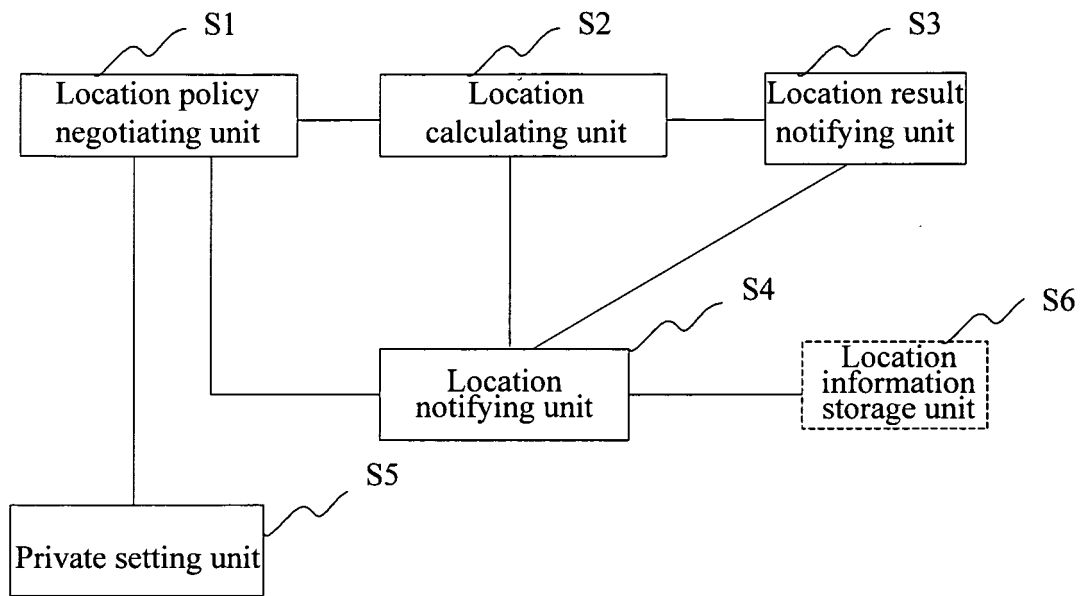 S1
S2
S3
Location policy
negotiating unit
Location
calculating unit
Location result
notifying unit
S4
S6
Location
notifying unit
Location
information
storage unit
S5
Private setting unit